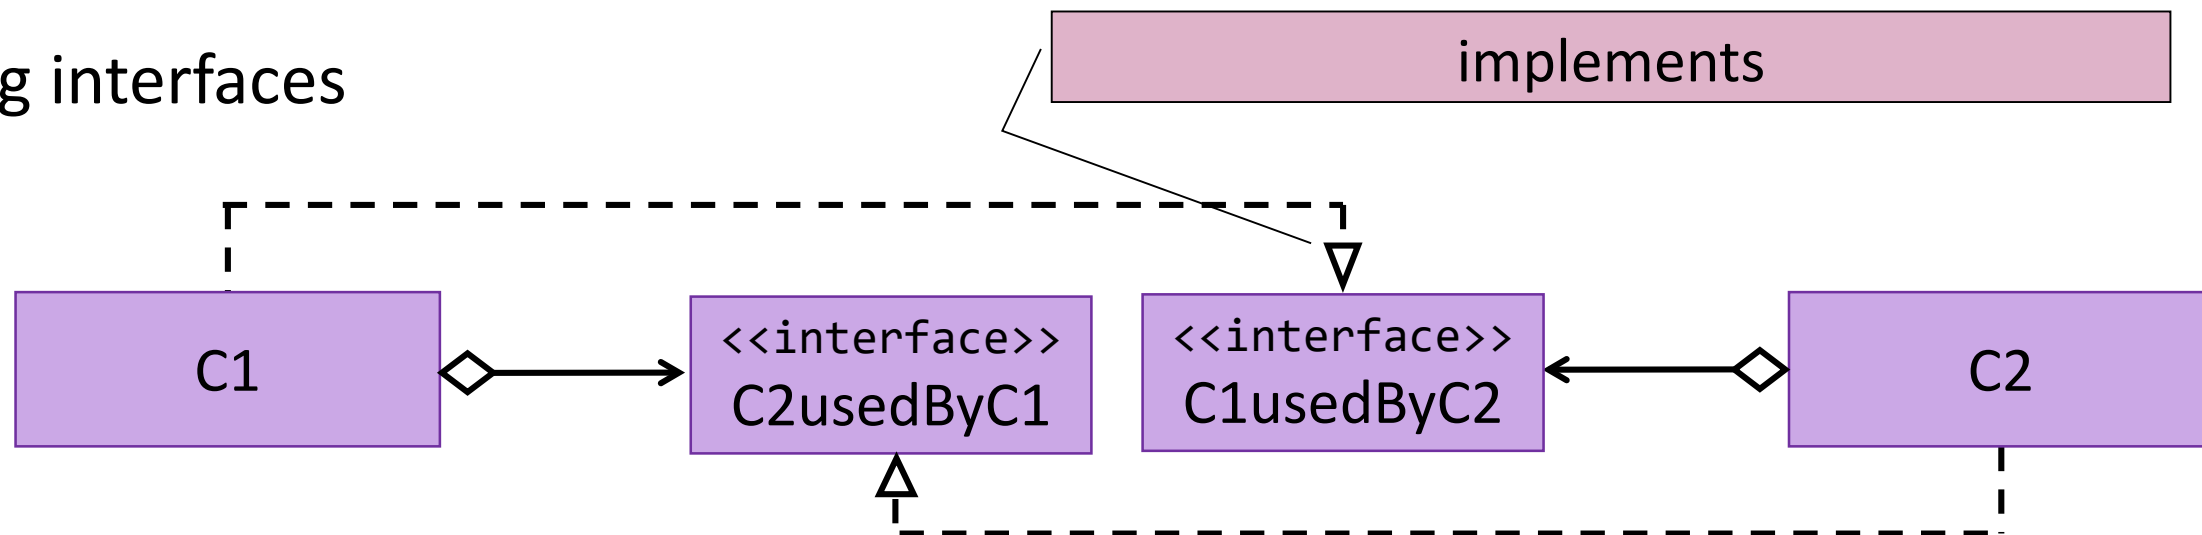 implements
g interfaces
C1
<<interface>>
C2usedByC1
<<interface>>
C1usedByC2
C2